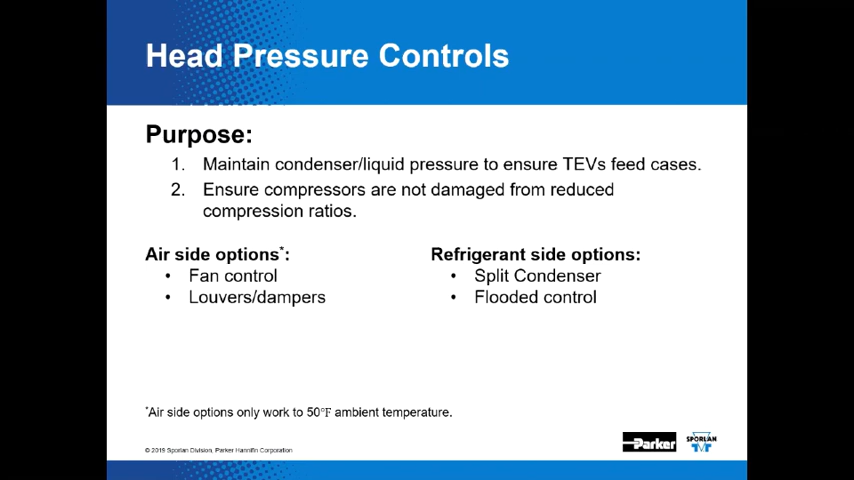 Head Pressure Controls
Purpose:
1. Maintain condenser/liquid pressure to ensure TEVs feed cases.
2. Ensure compressors are not damaged from reduced
compression ratios.
Air side options*:
• Fan control
• Louvers/dampers
Refrigerant side options:
• Split Condenser
• Flooded control
*Air side options only work to 50°F ambient temperature.
© 2019 Sporlan Division, Parker Hannifin Corporation
Parker
SPORLAN